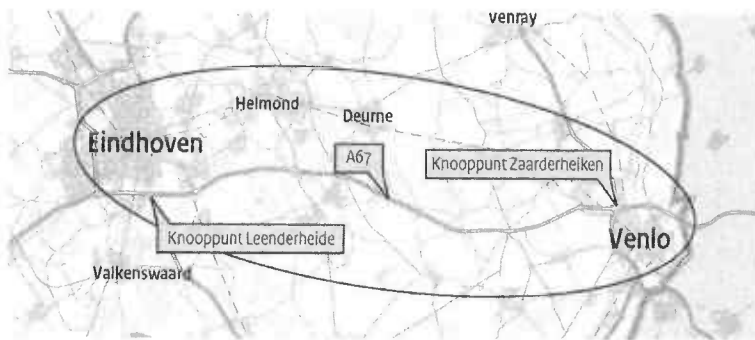 Venray
Helmond
Deurne
Eindhoven
A67
Knooppunt Zaarderheiken
Knooppunt Leenderheide
Venlo
Valkenswaard